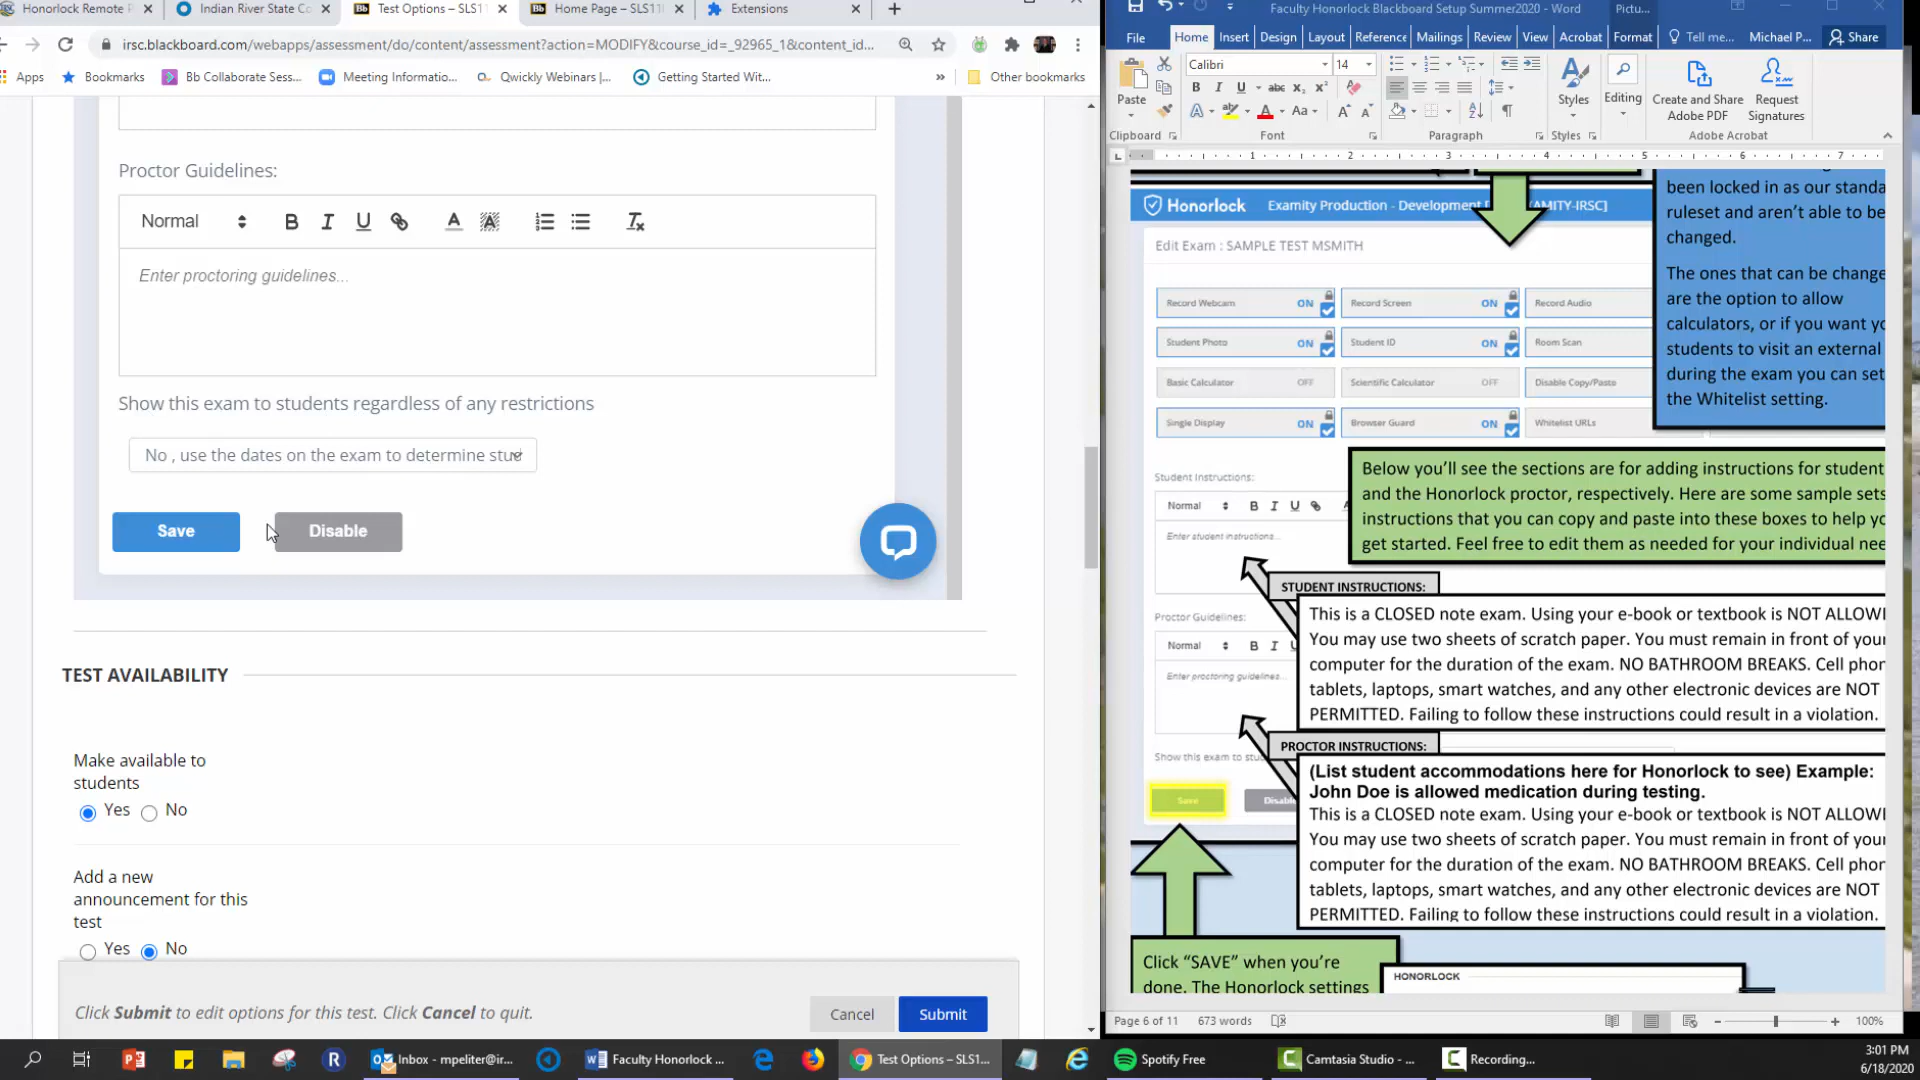 Honorlock Remote P
Indian River State Co
Test Options – SLS11
Home Page – SLS11
Extensions
irsc.blackboard.com/webapps/assessment/do/content/assessment?action=MODIFY&course_id=_92965_1&content_id...
Apps
Bookmarks
Bb Collaborate Sess...
Meeting Informatio...
Qwickly Webinars |...
Getting Started Wit...
»
Other bookmarks
Proctor Guidelines:
Normal
Enter proctoring guidelines...
Show this exam to students regardless of any restrictions
No , use the dates on the exam to determine stu
Save
Disable
TEST AVAILABILITY
Make available to
students
Yes
No
Add a new
announcement for this
test
Yes
No
Click Submit to edit options for this test. Click Cancel to quit.
Cancel
Submit
Faculty Honorlock Blackboard Setup Summer2020 - Word
Pictu...
File
Home
Insert
Design
Layout
Reference
Mailings
Review
View
Acrobat
Format
Tell me...
Michael P...
Share
Paste
Calibri
14
Styles
Editing
Create and Share
Adobe PDF
Request
Signatures
Clipboard
Font
Paragraph
Styles
Adobe Acrobat
1 2 3 4 5 6 7
been locked in as our standa
ruleset and aren't able to be
changed.
The ones that can be change
are the option to allow
calculators, or if you want yo
students to visit an external
during the exam you can set
the Whitelist setting.
Honorlock
Examity Production - Development
AMITY-IRSC]
Edit Exam : SAMPLE TEST MSMITH
Record Webcam ON
Record Screen ON
Record Audio
Student Photo ON
Student ID ON
Room Scan
Basic Calculator OFF
Scientific Calculator OFF
Disable Copy/Paste
Single Display ON
Browser Guard ON
Whitelist URLs
Below you'll see the sections are for adding instructions for student
and the Honorlock proctor, respectively. Here are some sample sets
instructions that you can copy and paste into these boxes to help yo
get started. Feel free to edit them as needed for your individual nee
Student Instructions:
Normal
Enter student instructions...
STUDENT INSTRUCTIONS:
This is a CLOSED note exam. Using your e-book or textbook is NOT ALLOWI
You may use two sheets of scratch paper. You must remain in front of your
computer for the duration of the exam. NO BATHROOM BREAKS. Cell phon
tablets, laptops, smart watches, and any other electronic devices are NOT
PERMITTED. Failing to follow these instructions could result in a violation.
Proctor Guidelines:
Normal
Enter proctoring guidelines...
PROCTOR INSTRUCTIONS:
(List student accommodations here for Honorlock to see) Example:
John Doe is allowed medication during testing.
This is a CLOSED note exam. Using your e-book or textbook is NOT ALLOWI
You may use two sheets of scratch paper. You must remain in front of your
computer for the duration of the exam. NO BATHROOM BREAKS. Cell phon
tablets, laptops, smart watches, and any other electronic devices are NOT
PERMITTED. Failing to follow these instructions could result in a violation.
Show this exam to stu
Save
Disabl
Click "SAVE" when you're
done. The Honorlock settings
HONORLOCK
Page 6 of 11
673 words
100%
Inbox - mpeliter@ir...
Faculty Honorlock ...
Test Options – SLS1...
Spotify Free
Camtasia Studio - ...
Recording...
3:01 PM
6/18/2020